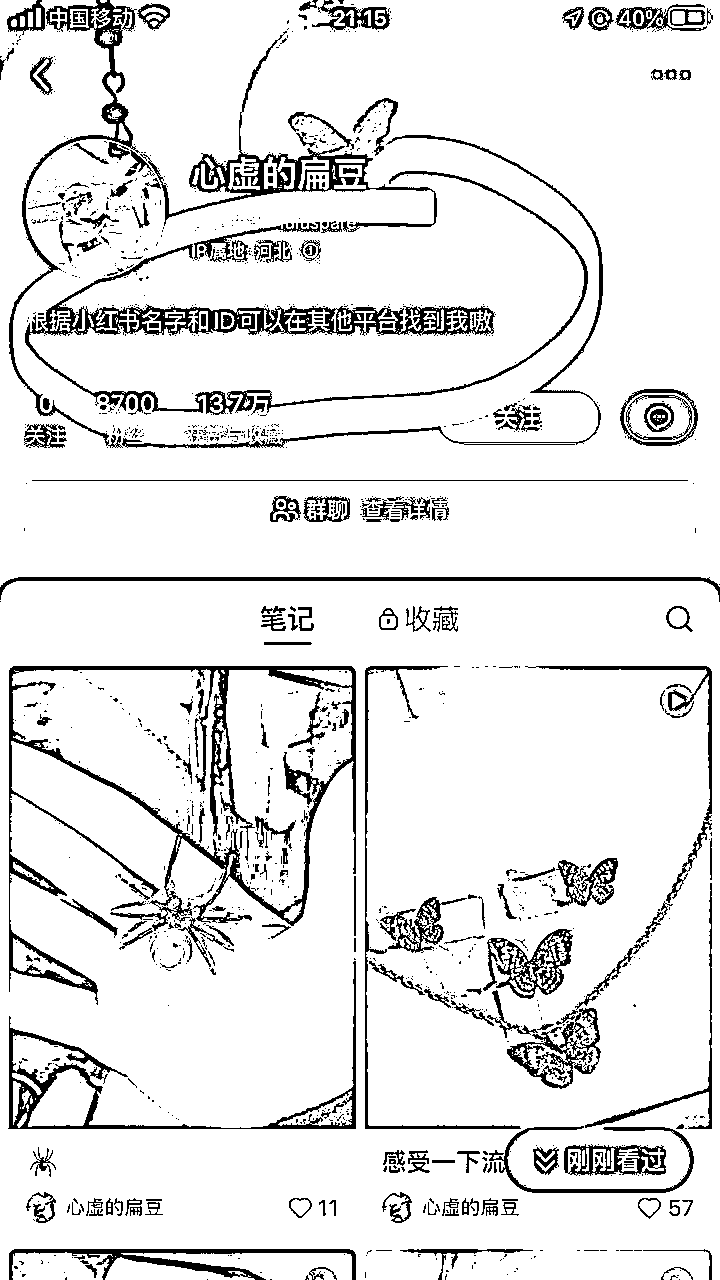 中国移动 21:15 40%
心虚的扁豆
IP属地：河北
根据小红书名字和ID可以在其他平台找到我嗷
0 8700 13.7万
关注 粉丝 获赞与收藏 关注
群聊 查看详情
笔记 收藏
感受一下流
刚刚看过
心虚的扁豆 11
心虚的扁豆 57